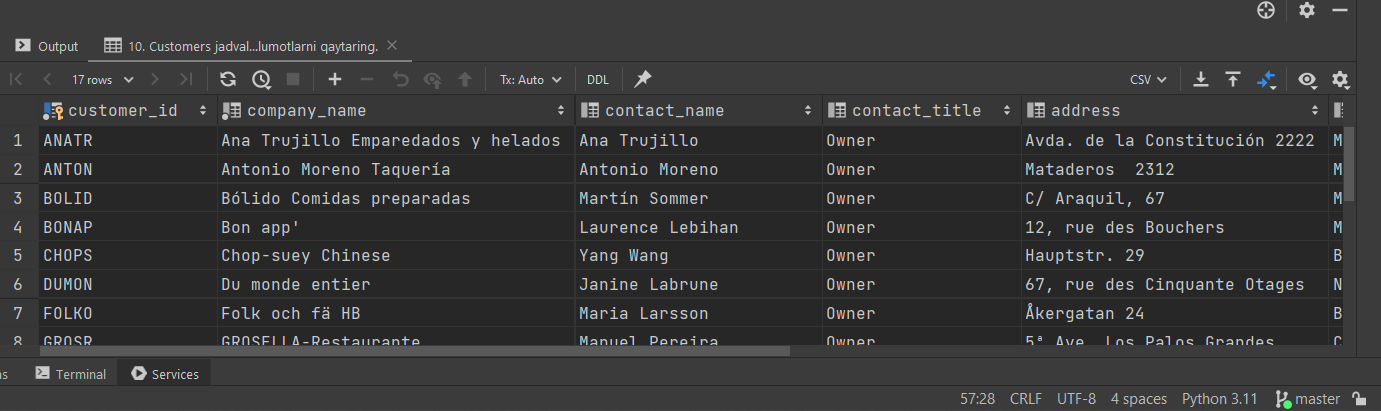 Output 10. Customers jadval...lumotlarni qaytaring.
17 rows Tx: Auto DDL CSV
customer_id company_name contact_name contact_title address
1 ANATR Ana Trujillo Emparedados y helados Ana Trujillo Owner Avda. de la Constitución 2222 M
2 ANTON Antonio Moreno Taquería Antonio Moreno Owner Mataderos  2312 M
3 BOLID Bólido Comidas preparadas Martín Sommer Owner C/ Araquil, 67 M
4 BONAP Bon app' Laurence Lebihan Owner 12, rue des Bouchers M
5 CHOPS Chop-suey Chinese Yang Wang Owner Hauptstr. 29 B
6 DUMON Du monde entier Janine Labrune Owner 67, rue des Cinquante Otages N
7 FOLKO Folk och fä HB Maria Larsson Owner Åkergatan 24 B
8 GROSR GROSELLA-Restaurante Manuel Pereira Owner 5ª Ave. Los Palos Grandes C
Terminal Services
57:28 CRLF UTF-8 4 spaces Python 3.11 master